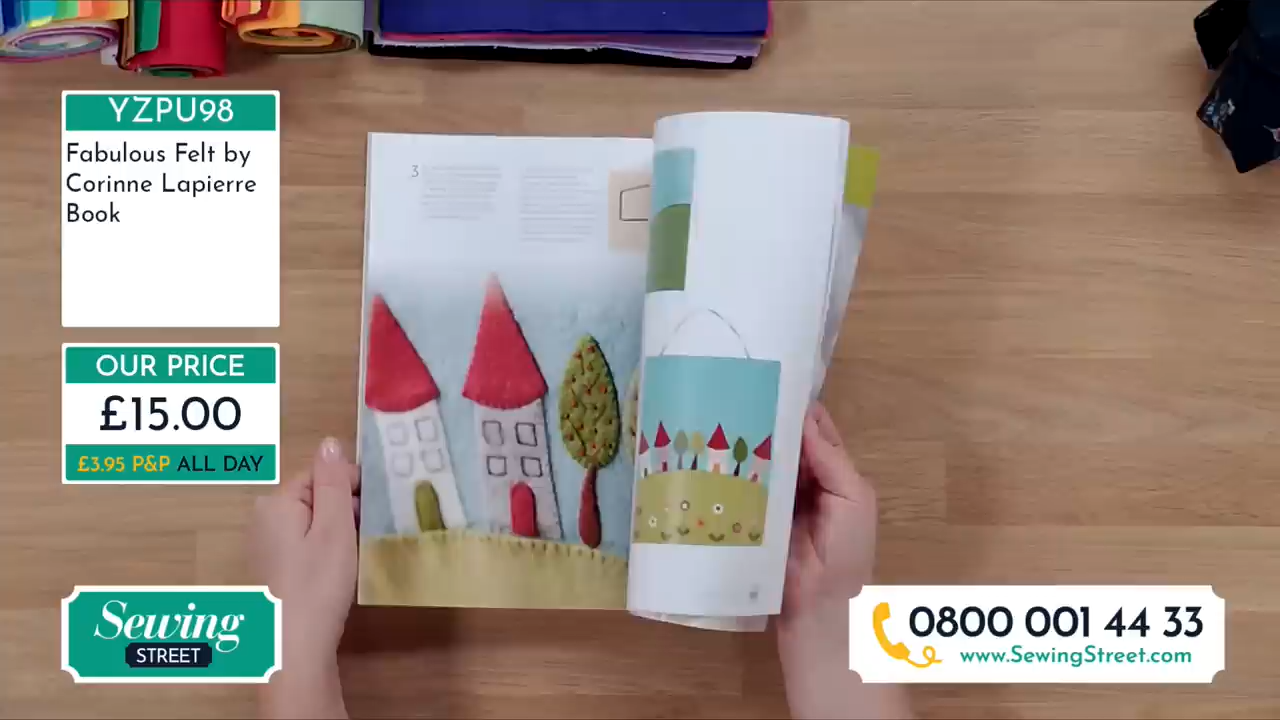 YZPU98
Fabulous Felt by
Corinne Lapierre
Book
OUR PRICE
£15.00
£3.95 P&P ALL DAY
3
Sewing
STREET
0800 001 44 33
www.SewingStreet.com